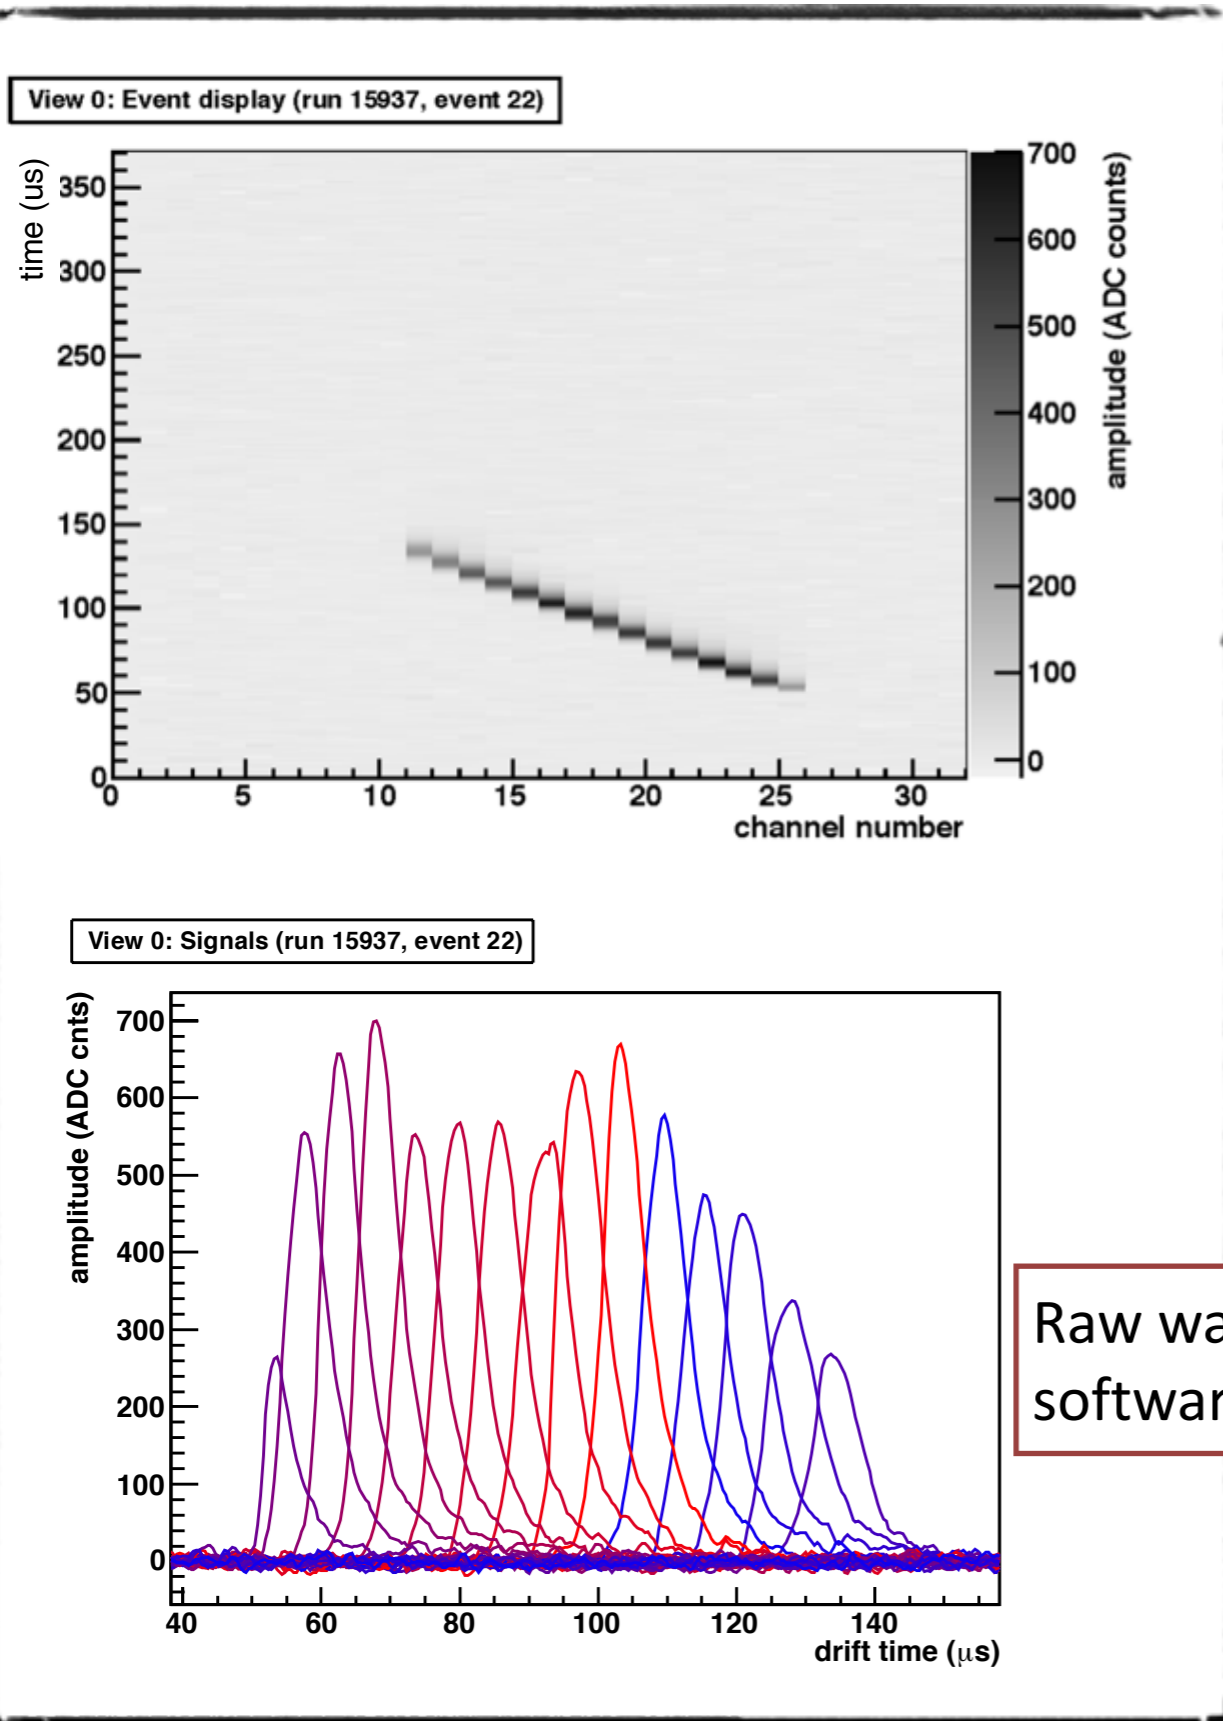 View 0: Event display (run 15937, event 22)
time (us)
350
300
250
200
150
100
50
0
0 5 10 15 20 25 30
channel number
700
600
500
400
300
200
100
0
amplitude (ADC counts)
View 0: Signals (run 15937, event 22)
amplitude (ADC cnts)
700
600
500
400
300
200
100
0
40 60 80 100 120 140
drift time (μs)
Raw wa
softwar